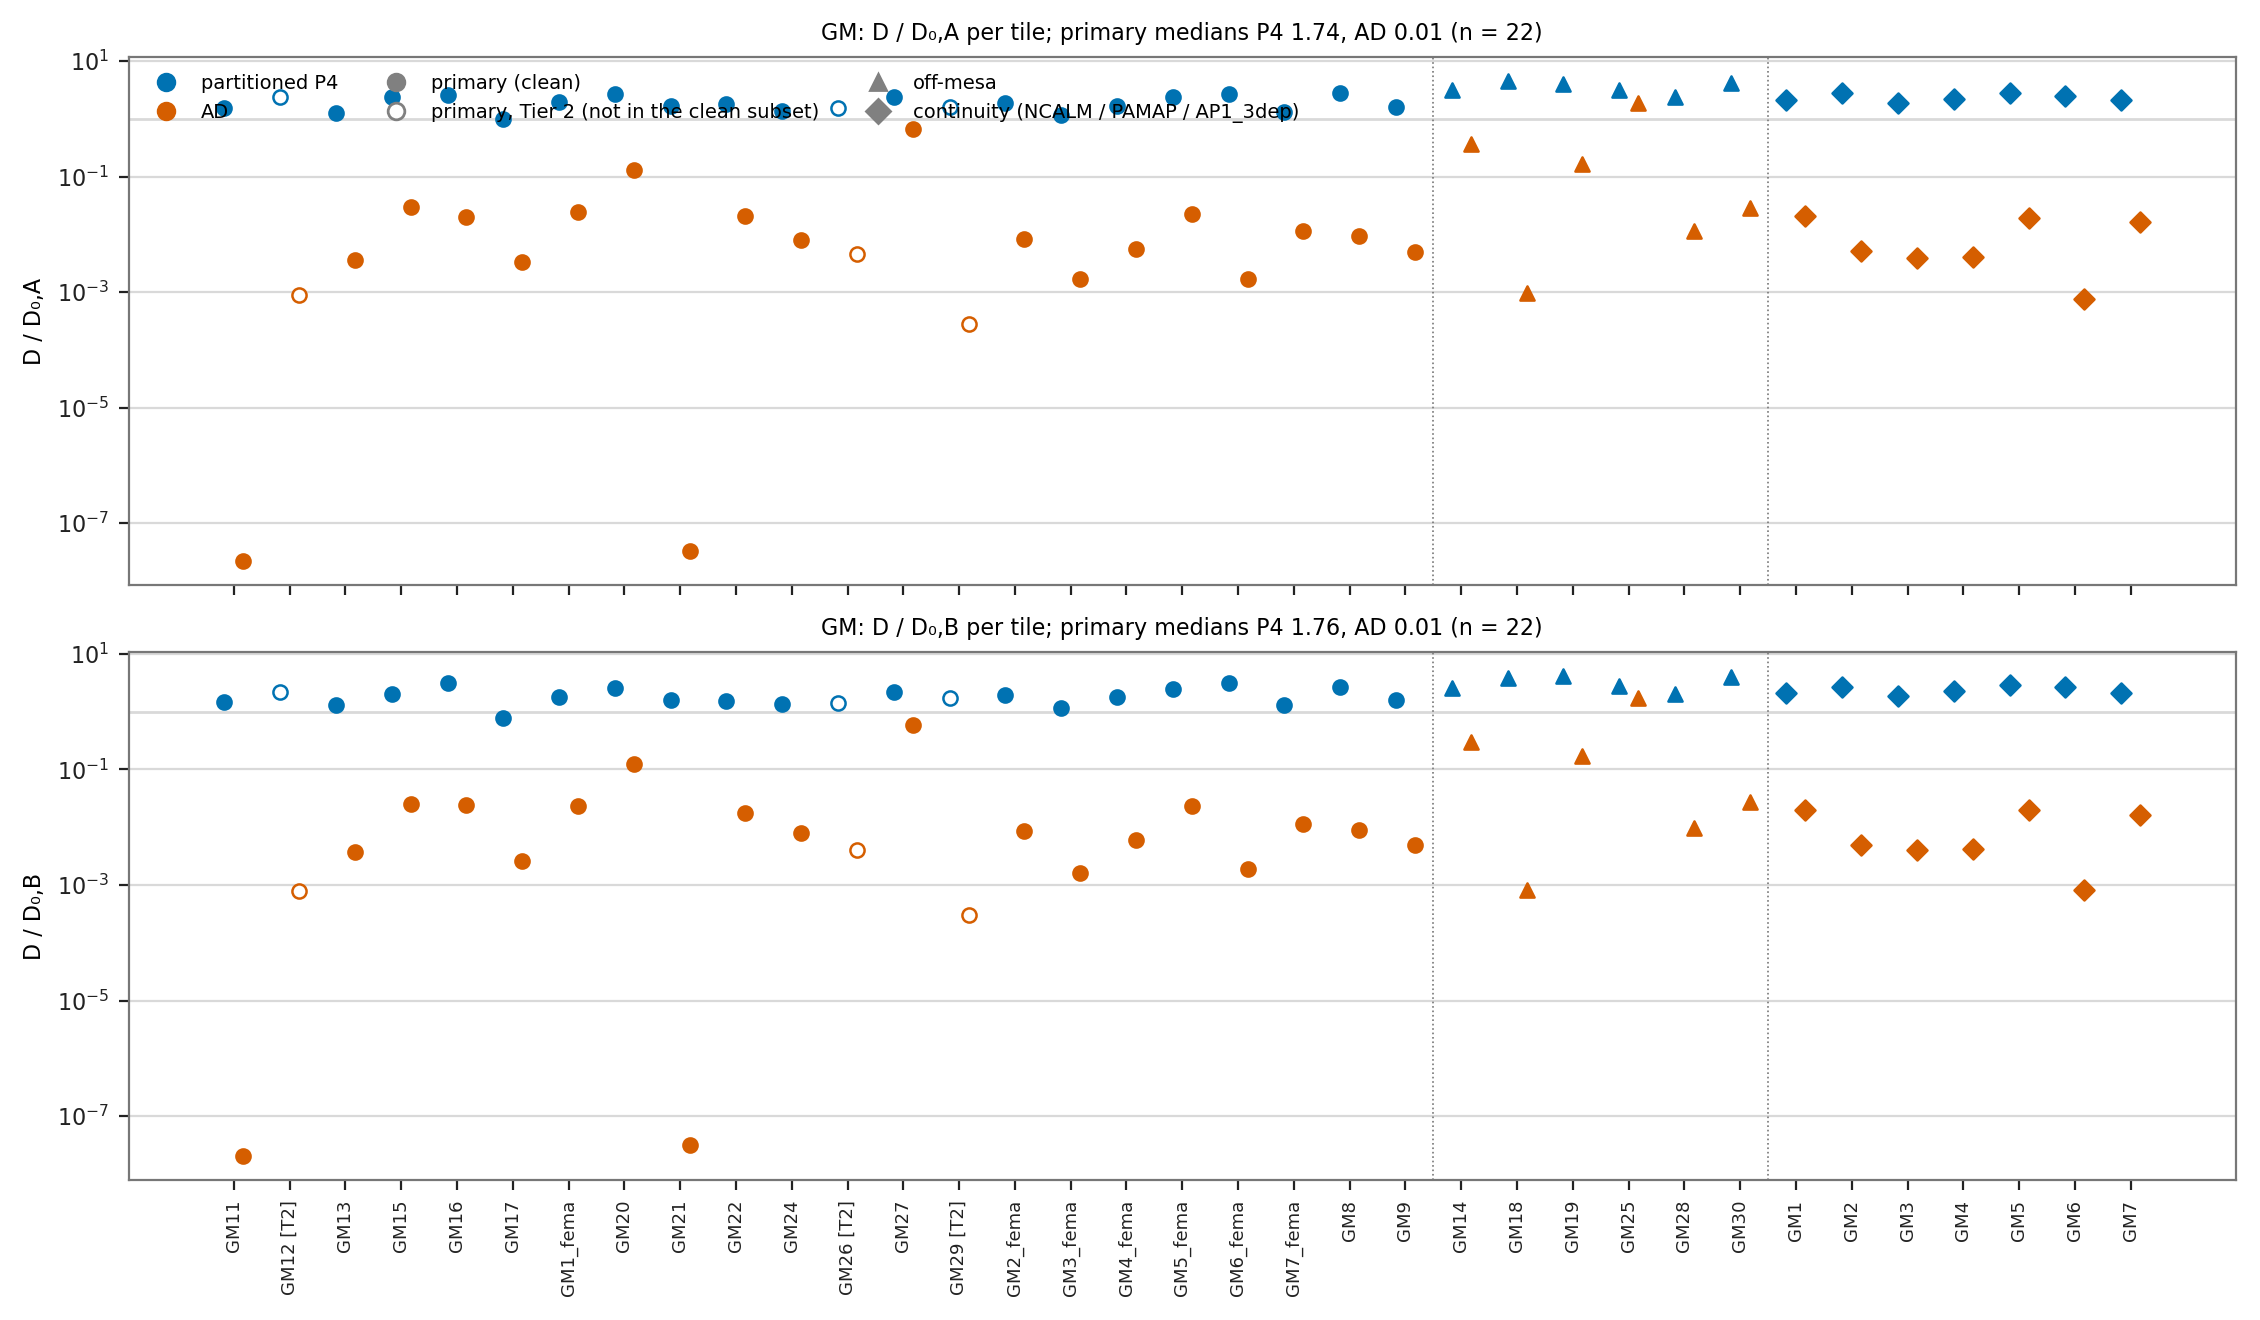 GM: D / D₀,A per tile; primary medians P4 1.74, AD 0.01 (n = 22)
partitioned P4
AD
primary (clean)
primary, Tier 2 (not in the clean subset)
off-mesa
continuity (NCALM / PAMAP / AP1_3dep)
D / D₀,A
10¹
10⁻¹
10⁻³
10⁻⁵
10⁻⁷
GM: D / D₀,B per tile; primary medians P4 1.76, AD 0.01 (n = 22)
D / D₀,B
10¹
10⁻¹
10⁻³
10⁻⁵
10⁻⁷
GM11
GM12 [T2]
GM13
GM15
GM16
GM17
GM1_fema
GM20
GM21
GM22
GM24
GM26 [T2]
GM27
GM29 [T2]
GM2_fema
GM3_fema
GM4_fema
GM5_fema
GM6_fema
GM7_fema
GM8
GM9
GM14
GM18
GM19
GM25
GM28
GM30
GM1
GM2
GM3
GM4
GM5
GM6
GM7